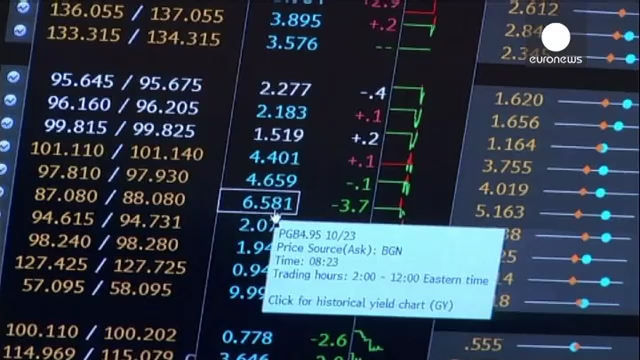 136.055 / 137.055 3.895 +.2 2.612
133.315 / 134.315 3.576 --
euronews
95.645 / 95.675 2.277 -.4 1.620
96.160 / 96.205 2.183 +.1 1.656
99.815 / 99.825 1.519 +.2 1.164
101.110 / 101.140 4.401 +.1 3.755
97.810 / 97.930 4.659 -.1 4.019
87.080 / 88.080 6.581 -3.7 5.163
94.615 / 94.731
98.240 / 98.280
127.425 / 127.725
57.095 / 58.095
PGB4.95 10/23
Price Source(Ask): BGN
Time: 08:23
Trading hours: 2:00 - 12:00 Eastern time
Click for historical yield chart (GY)
100.110 / 100.202 0.778 -2.6 .555
114.969 / 115.079 3.646